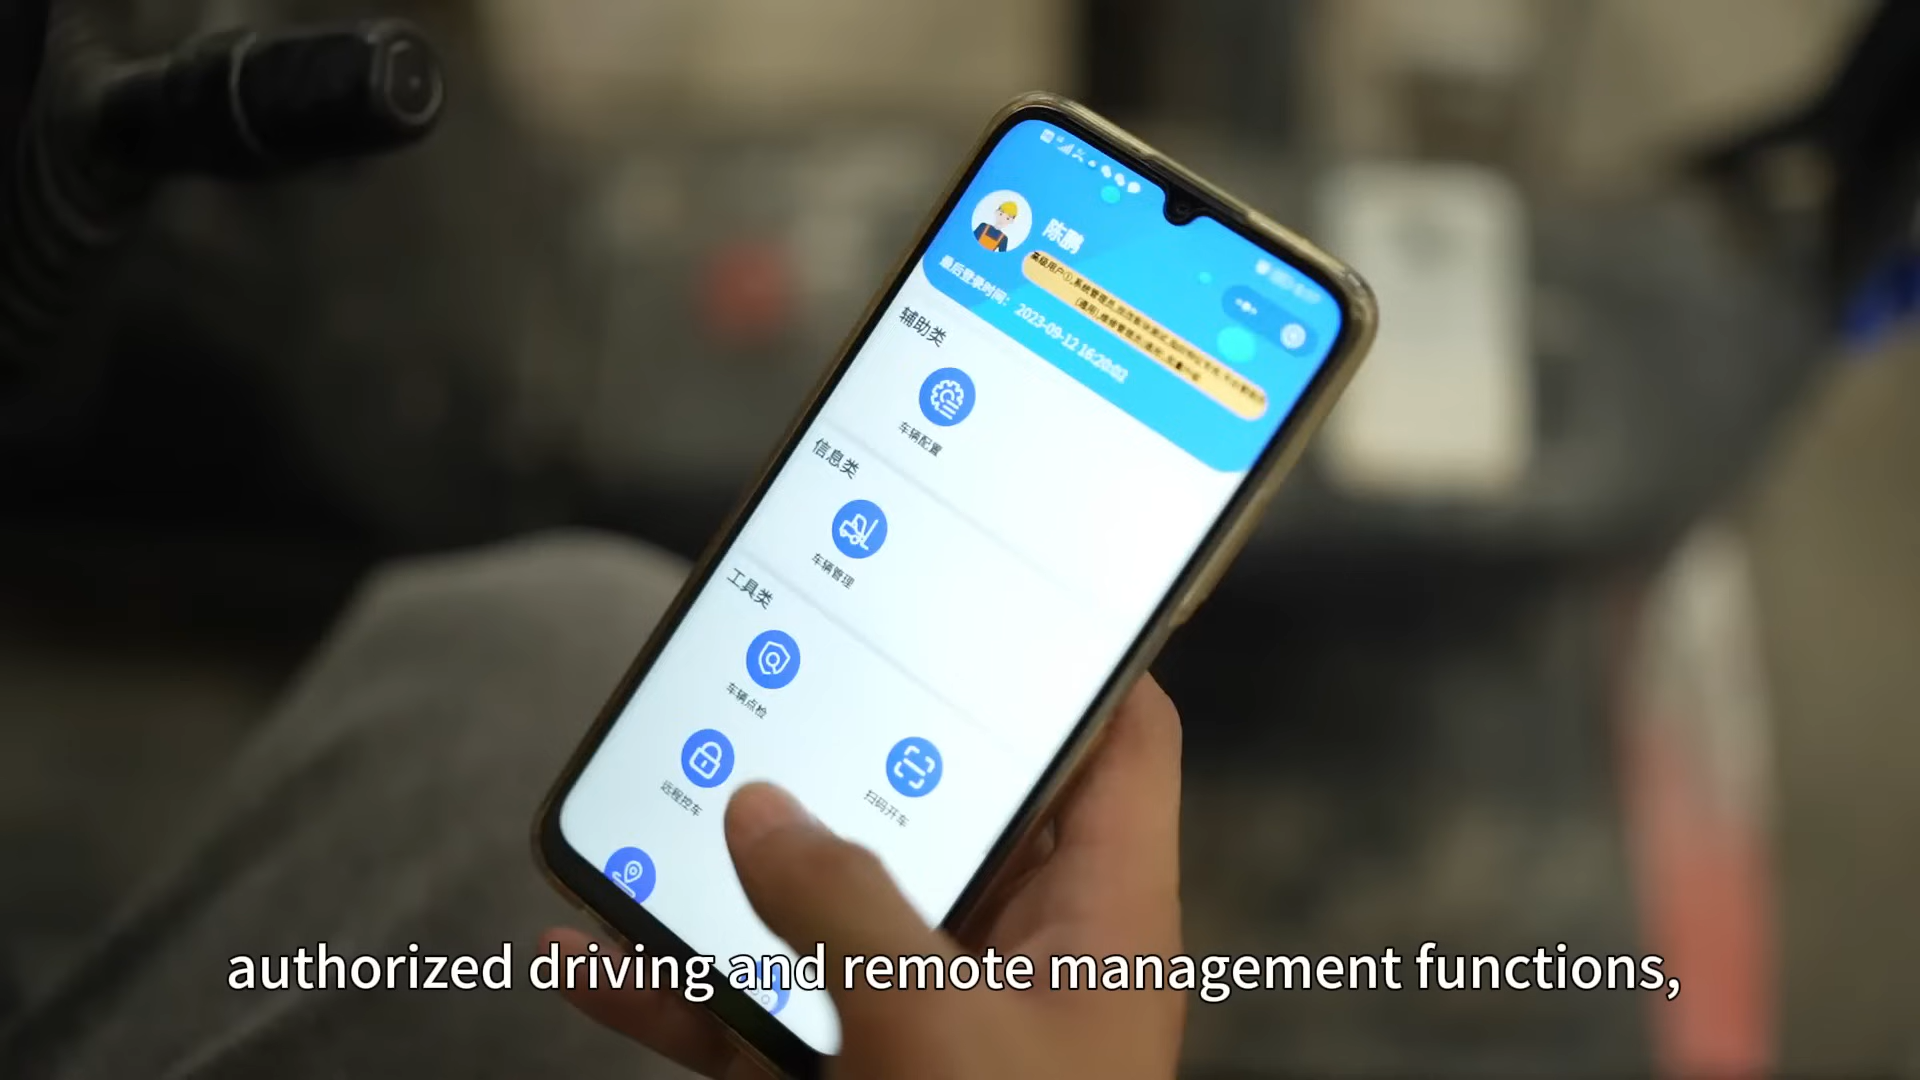 陈鹏
最后登录时间: 2023-09-12 16:20:02
辅助类
车辆配置
信息类
车辆管理
工具类
车辆点检
远程控车
扫码开车
authorized driving and remote management functions,